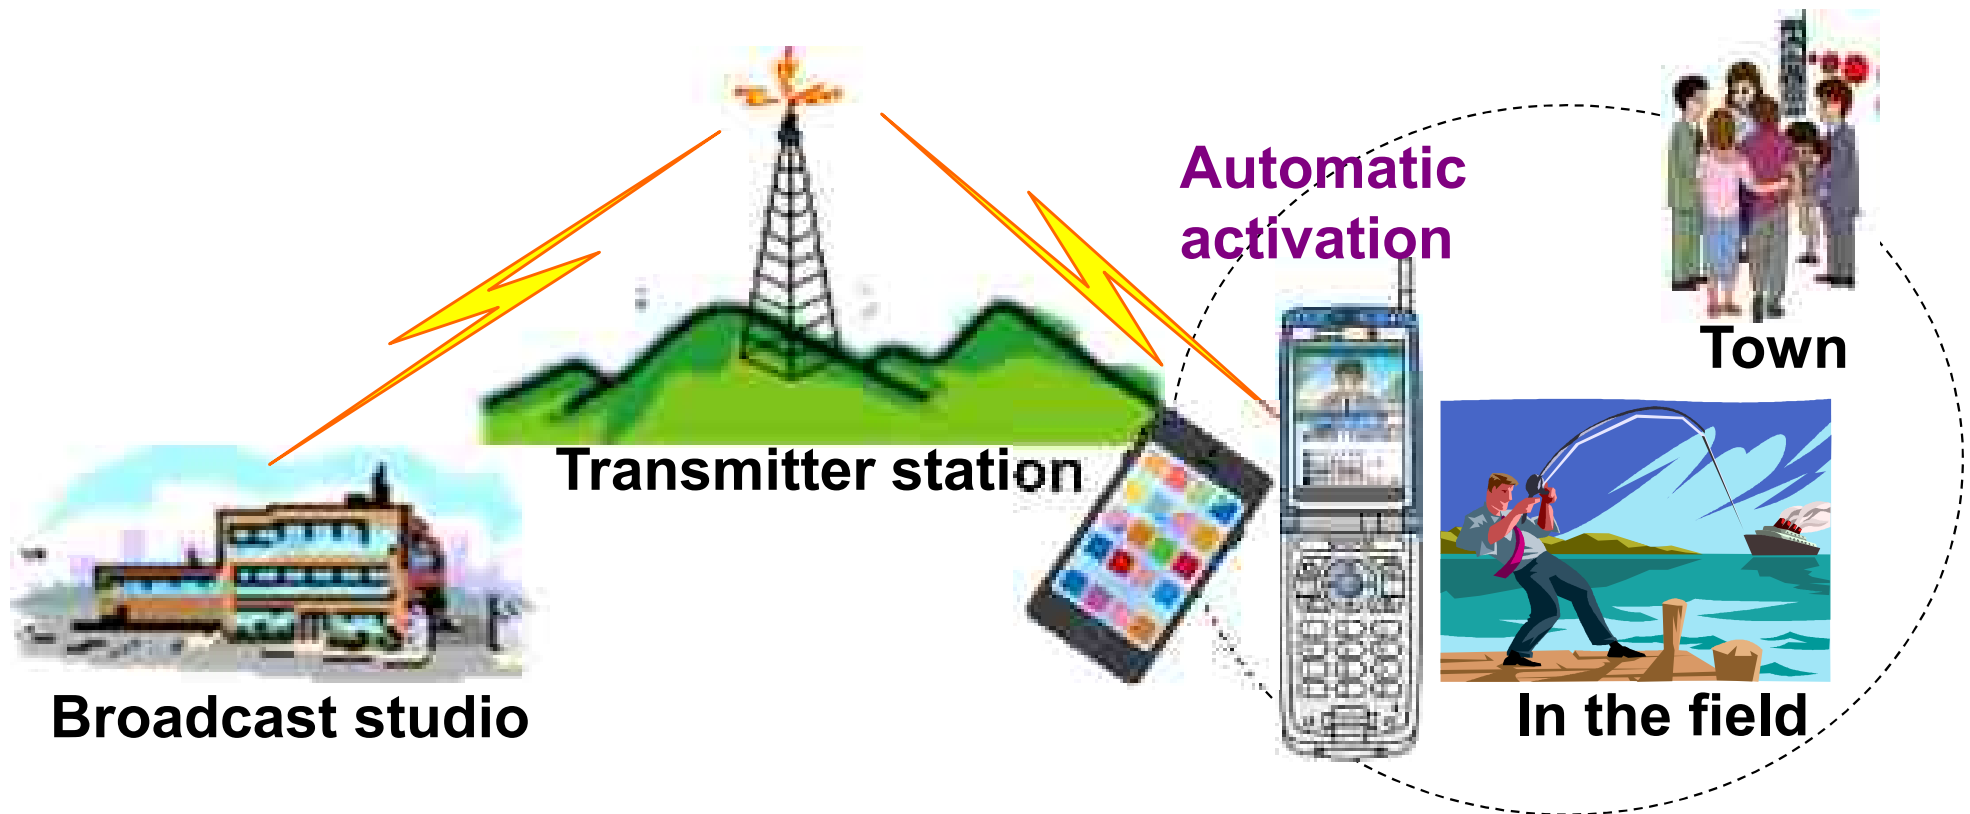 Automatic
activation
Town
Transmitter station
Broadcast studio
In the field